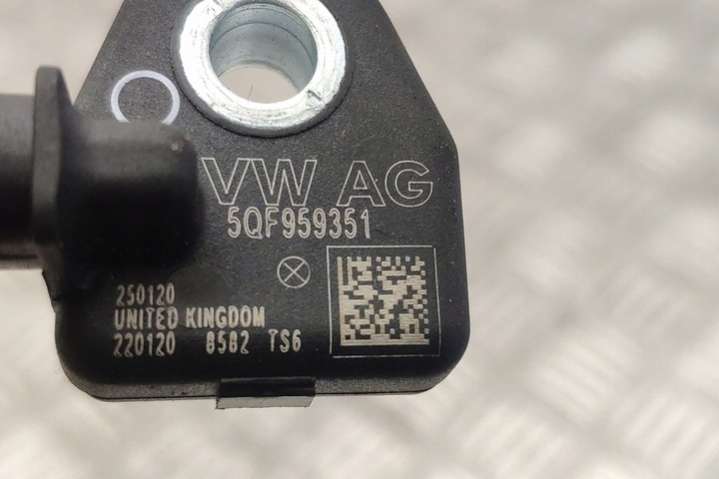 VW AG
5QF959351
250120
UNITED KINGDOM
220120 8582 TS6